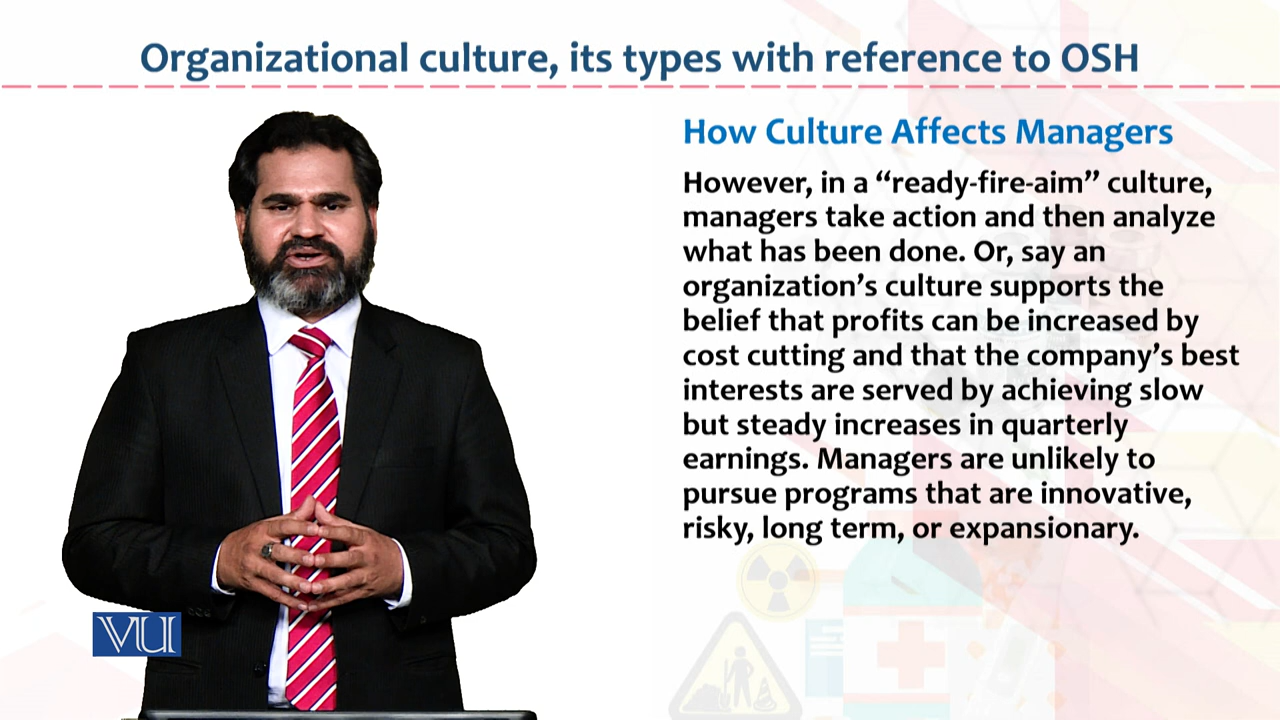 Organizational culture, its types with reference to OSH
How Culture Affects Managers
However, in a “ready-fire-aim” culture,
managers take action and then analyze
what has been done. Or, say an
organization’s culture supports the
belief that profits can be increased by
cost cutting and that the company’s best
interests are served by achieving slow
but steady increases in quarterly
earnings. Managers are unlikely to
pursue programs that are innovative,
risky, long term, or expansionary.
VU